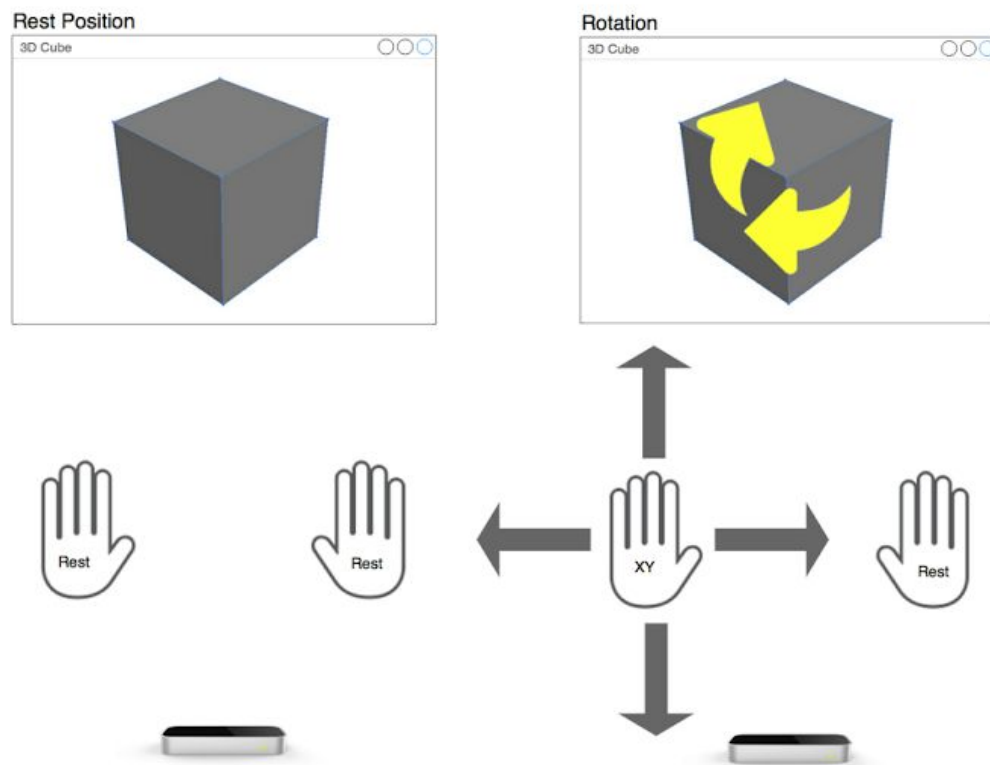 Rest Position
3D Cube
Rest
Rest
Rotation
3D Cube
XY
Rest